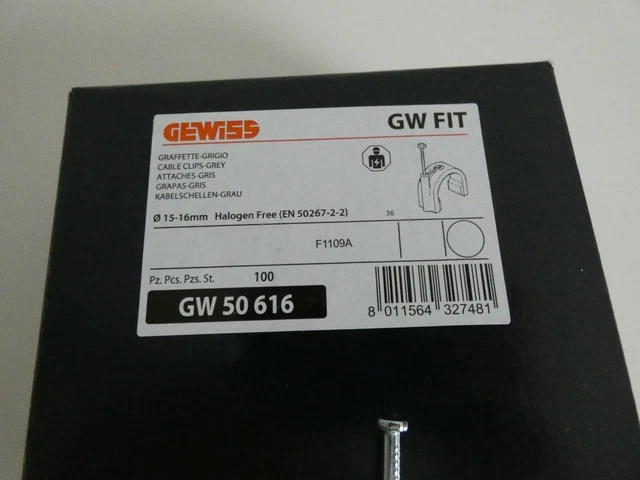 GEWiSS
GW FIT
GRAFFETTE-GRIGIO
CABLE CLIPS-GREY
ATTACHES-GRIS
GRAPAS-GRIS
KABELSCHELLEN-GRAU
Ø 15-16mm Halogen Free (EN 50267-2-2)
36
F1109A
Pz. Pcs. Pzs. St. 100
GW 50 616
8 011564 327481